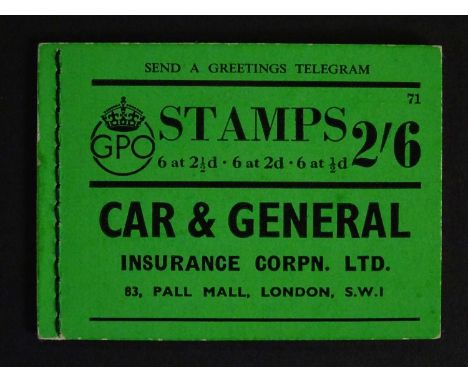 SEND A GREETINGS TELEGRAM
71
GPO
STAMPS 2/6
6 at 2½d · 6 at 2d · 6 at ½d
CAR & GENERAL
INSURANCE CORPN. LTD.
83, PALL MALL, LONDON, S.W.1